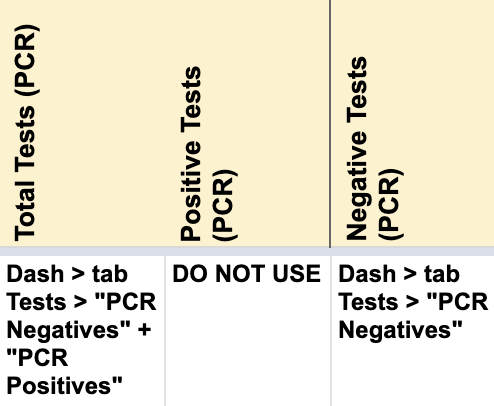 Total Tests (PCR)
Positive Tests
(PCR)
Negative Tests
(PCR)
Dash > tab
Tests > "PCR
Negatives" +
"PCR
Positives"
DO NOT USE
Dash > tab
Tests > "PCR
Negatives"